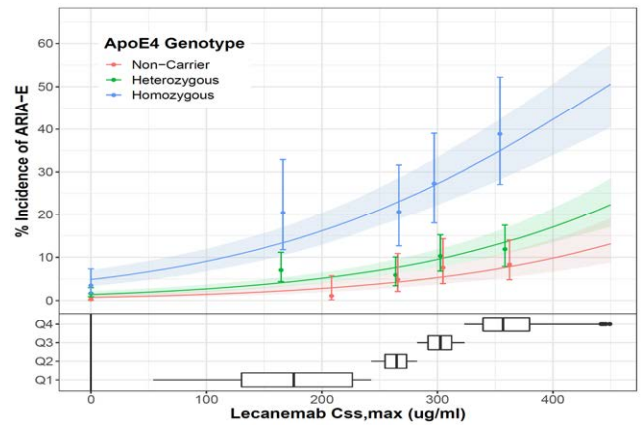 ApoE4 Genotype
Non-Carrier
Heterozygous
Homozygous
% Incidence of ARIA-E
60
50
40
30
20
10
0
Q4
Q3
Q2
Q1
0 100 200 300 400
Lecanemab Css,max (ug/ml)